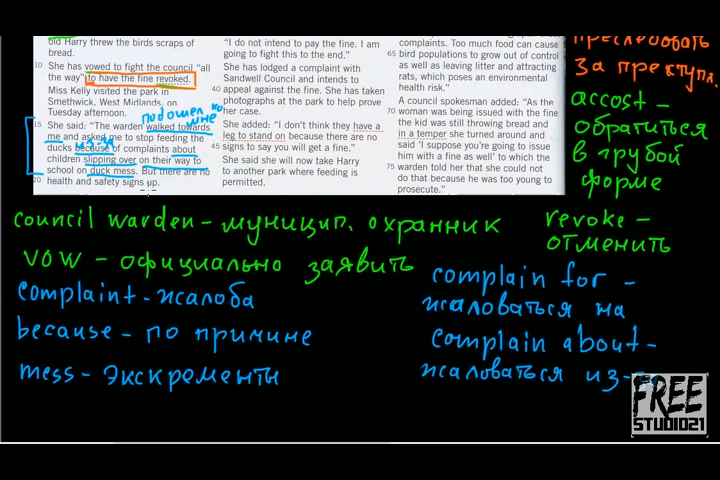 old Harry threw the birds scraps of
bread.
10 She has vowed to fight the council "all
the way" to have the fine revoked.
Miss Kelly visited the park in
Smethwick, West Midlands, on
Tuesday afternoon.
подошел ко
мне
15 She said: "The warden walked towards
me and asked me to stop feeding the
из-за
ducks because of complaints about
children slipping over on their way to
school on duck mess. But there are no
20 health and safety signs up.
"I do not intend to pay the fine. I am
going to fight this to the end."
She has lodged a complaint with
Sandwell Council and intends to
40 appeal against the fine. She has taken
photographs at the park to help prove
her case.
She added: "I don't think they have a
leg to stand on because there are no
45 signs to say you will get a fine."
She said she will now take Harry
to another park where feeding is
permitted.
complaints. Too much food can cause
65 bird populations to grow out of control
as well as leaving litter and attracting
rats, which poses an environmental
health risk."
A council spokesman added: "As the
70 woman was being issued with the fine
the kid was still throwing bread and
in a temper she turned around and
said 'I suppose you're going to issue
him with a fine as well' to which the
75 warden told her that she could not
do that because he was too young to
prosecute."
преследовать
за преступл.
accost –
обратиться
в грубой
форме
council warden – муницип. охранник
vow – официально заявить
complaint – жалоба
because – по причине
mess – экскременты
revoke –
отменить
complain for –
жаловаться на
complain about –
жаловаться из-за
FREE
STUDIO21